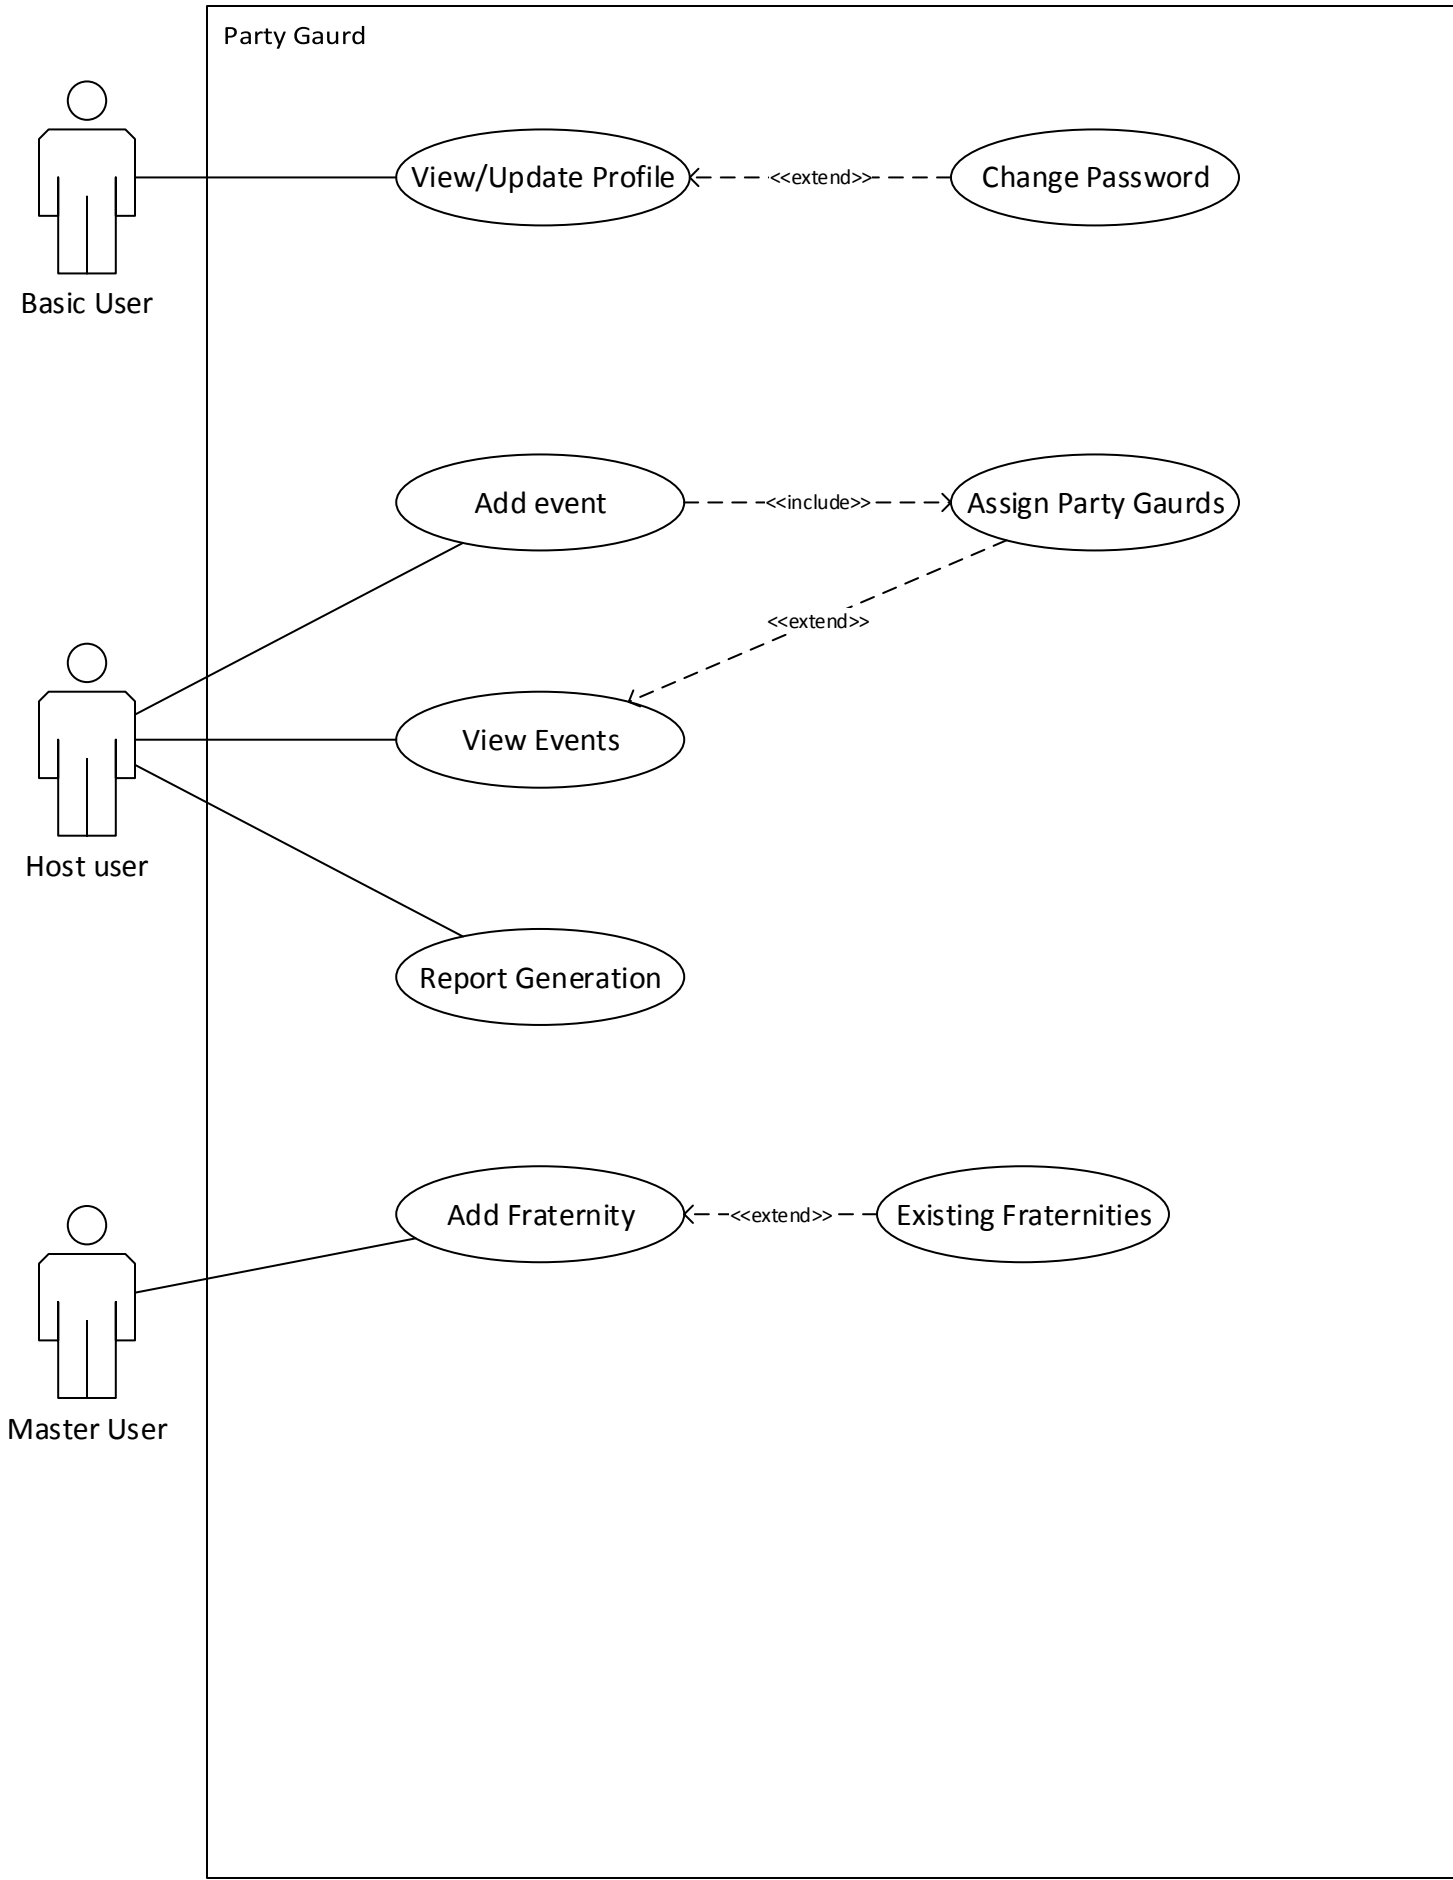 Party Gaurd
View/Update Profile
<<extend>>
Change Password
Basic User
Add event
<<include>>
Assign Party Gaurds
<<extend>>
View Events
Host user
Report Generation
Add Fraternity
<<extend>>
Existing Fraternities
Master User